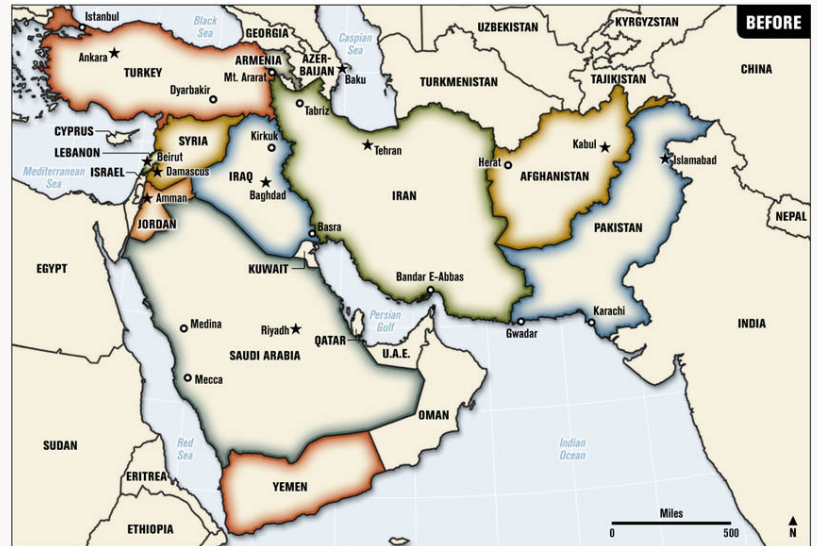 BEFORE
Istanbul
Black
Sea
GEORGIA
Caspian
Sea
UZBEKISTAN
KYRGYZSTAN
Ankara
TURKEY
ARMENIA
Mt. Ararat
AZER-
BAIJAN
Baku
TURKMENISTAN
TAJIKISTAN
CHINA
Dyarbakir
Tabriz
CYPRUS
LEBANON
ISRAEL
Mediterranean
Sea
Beirut
Damascus
SYRIA
Kirkuk
IRAQ
Baghdad
Tehran
Herat
Kabul
AFGHANISTAN
Islamabad
IRAN
Amman
JORDAN
Basra
PAKISTAN
NEPAL
EGYPT
KUWAIT
Bandar E-Abbas
Karachi
Gwadar
Medina
Riyadh
SAUDI ARABIA
Persian
Gulf
QATAR
U.A.E.
INDIA
Mecca
OMAN
SUDAN
Red
Sea
Indian
Ocean
ERITREA
YEMEN
ETHIOPIA
Miles
0
500
N